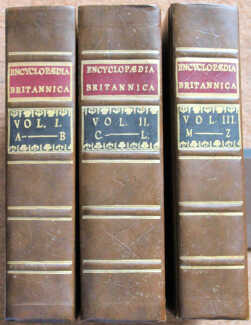 ENCYCLOPÆDIA
BRITANNICA
VOL. I.
A—B
ENCYCLOPÆDIA
BRITANNICA
VOL. II.
C—L.
ENCYCLOPÆDIA
BRITANNICA
VOL. III.
M—Z